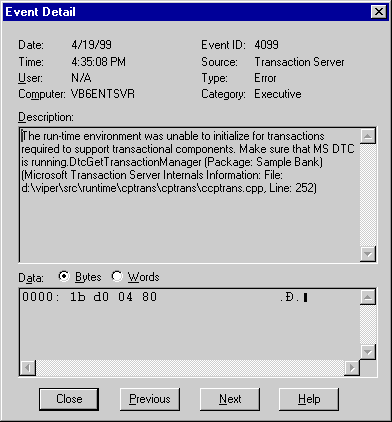 Event Detail
Date: 4/19/99 Event ID: 4099
Time: 4:35:08 PM Source: Transaction Server
User: N/A Type: Error
Computer: VB6ENTSVR Category: Executive
Description:
The run-time environment was unable to initialize for transactions
required to support transactional components. Make sure that MS DTC
is running.DtcGetTransactionManager (Package: Sample Bank)
(Microsoft Transaction Server Internals Information: File:
d:\viper\src\runtime\cptrans\cptrans\ccptrans.cpp, Line: 252)
Data: Bytes Words
0000: 1b d0 04 80 .Ð.▮
Close Previous Next Help